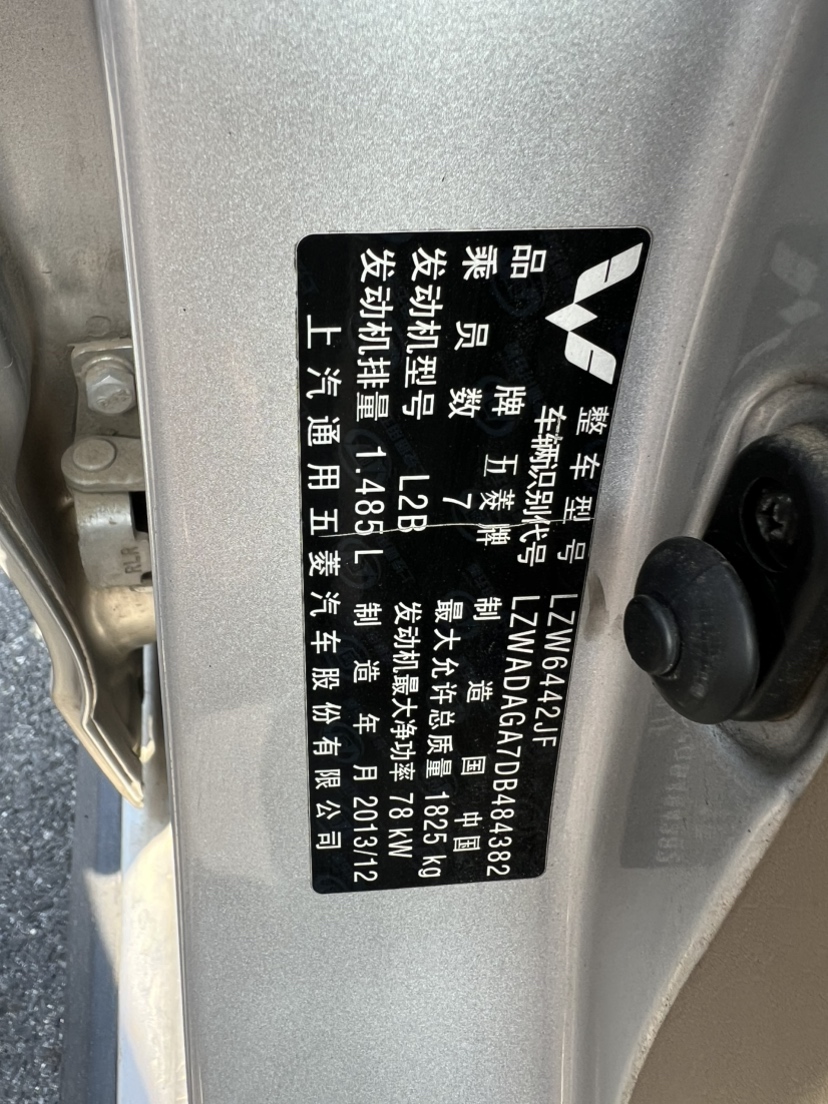 整车型号 LZW6442JF
车辆识别代号 LZWADAGA7DB484382
品牌 五菱牌 制造国 中国
乘员数 7 最大允许总质量 1825 kg
发动机型号 L2B 发动机最大净功率 78 kW
发动机排量 1.485 L 制造年月 2013/12
上汽通用五菱汽车股份有限公司
RLR